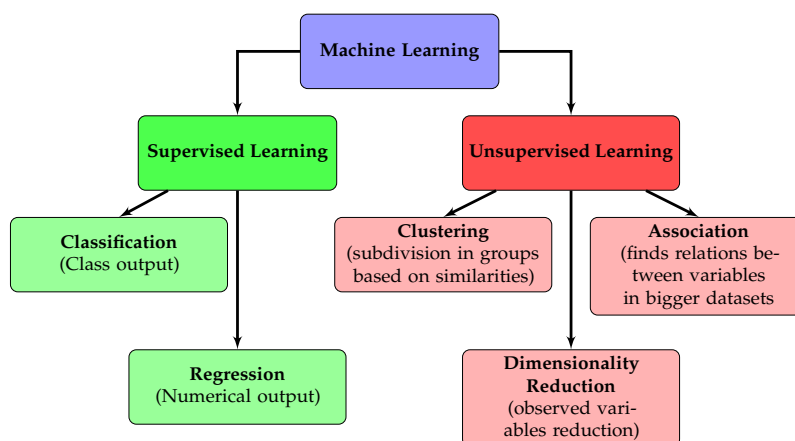 Machine Learning
Supervised Learning
Unsupervised Learning
Classification
(Class output)
Clustering
(subdivision in groups
based on similarities)
Association
(finds relations be-
tween variables
in bigger datasets
Regression
(Numerical output)
Dimensionality
Reduction
(observed vari-
ables reduction)